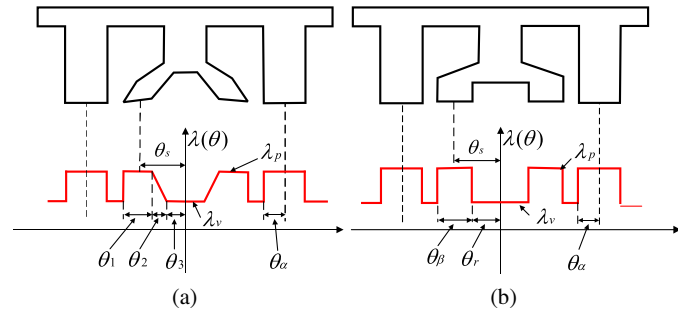 λ(θ)
θs
λp
λv
θ1 θ2 θ3 θα
(a)
λ(θ)
θs
λp
λv
θβ θr θα
(b)